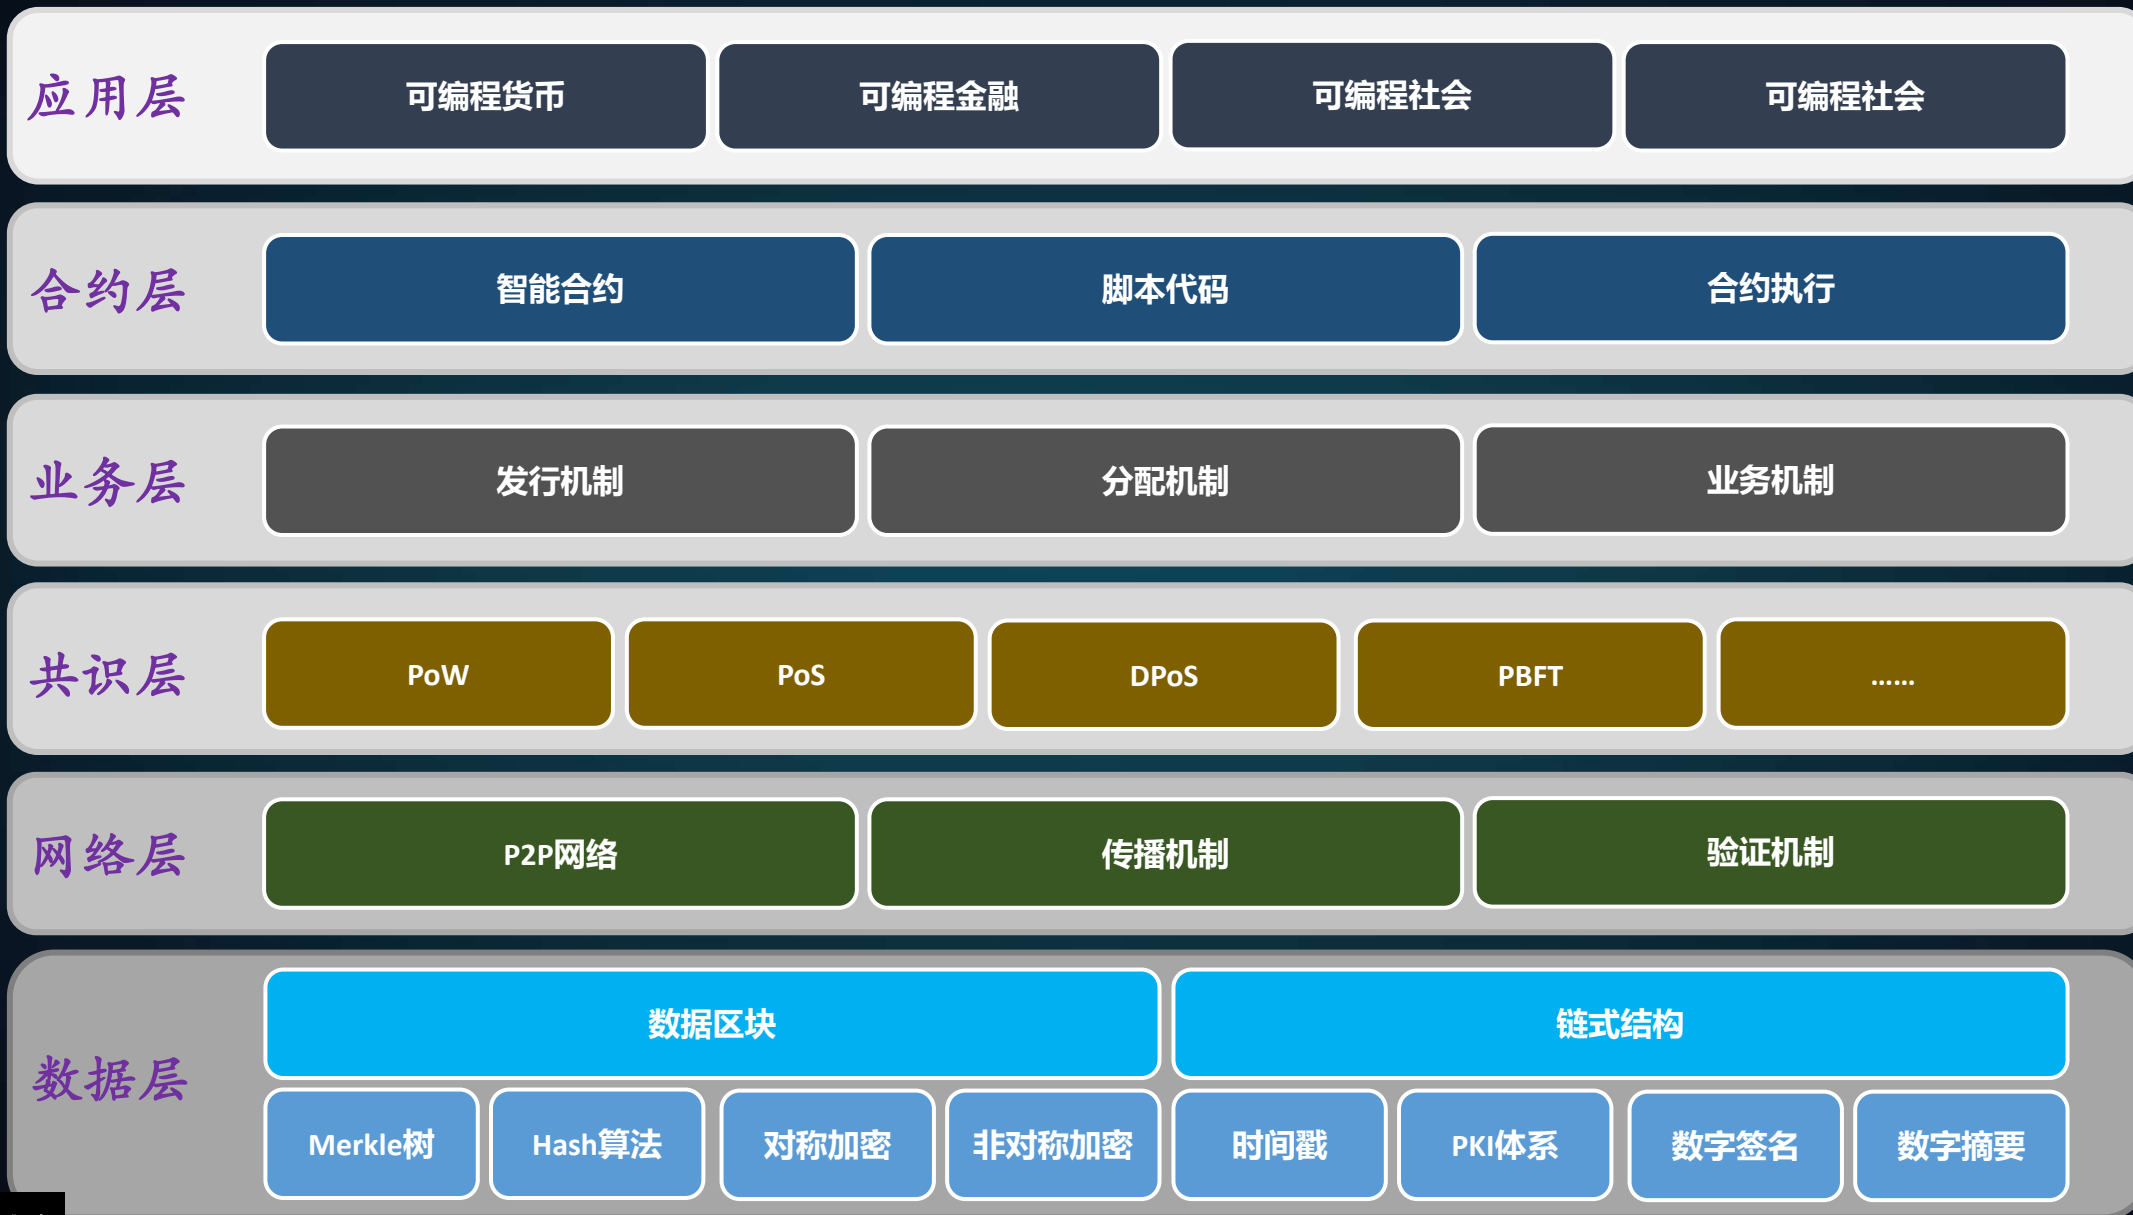 应用层
可编程货币
可编程金融
可编程社会
可编程社会
合约层
智能合约
脚本代码
合约执行
业务层
发行机制
分配机制
业务机制
共识层
PoW
PoS
DPoS
PBFT
......
网络层
P2P网络
传播机制
验证机制
数据层
数据区块
链式结构
Merkle树
Hash算法
对称加密
非对称加密
时间戳
PKI体系
数字签名
数字摘要